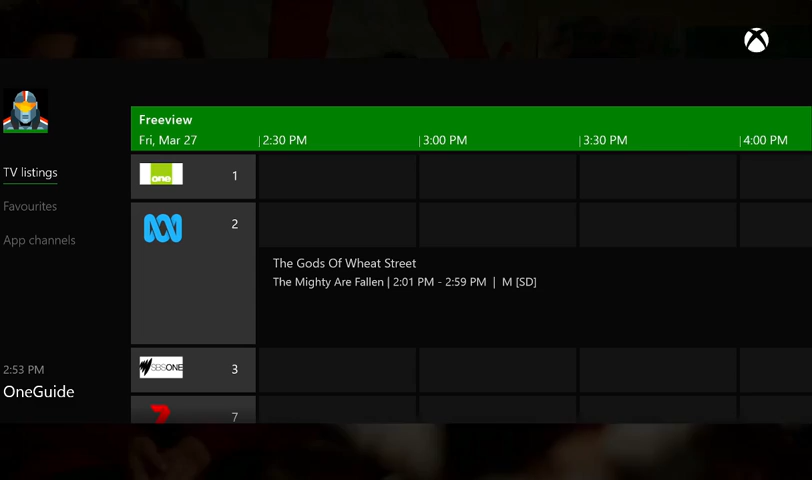 Freeview
Fri, Mar 27 2:30 PM 3:00 PM 3:30 PM 4:00 PM
TV listings
Favourites
App channels
one 1
2
The Gods Of Wheat Street
The Mighty Are Fallen | 2:01 PM - 2:59 PM | M [SD]
SBSONE 3
7 7
2:53 PM
OneGuide